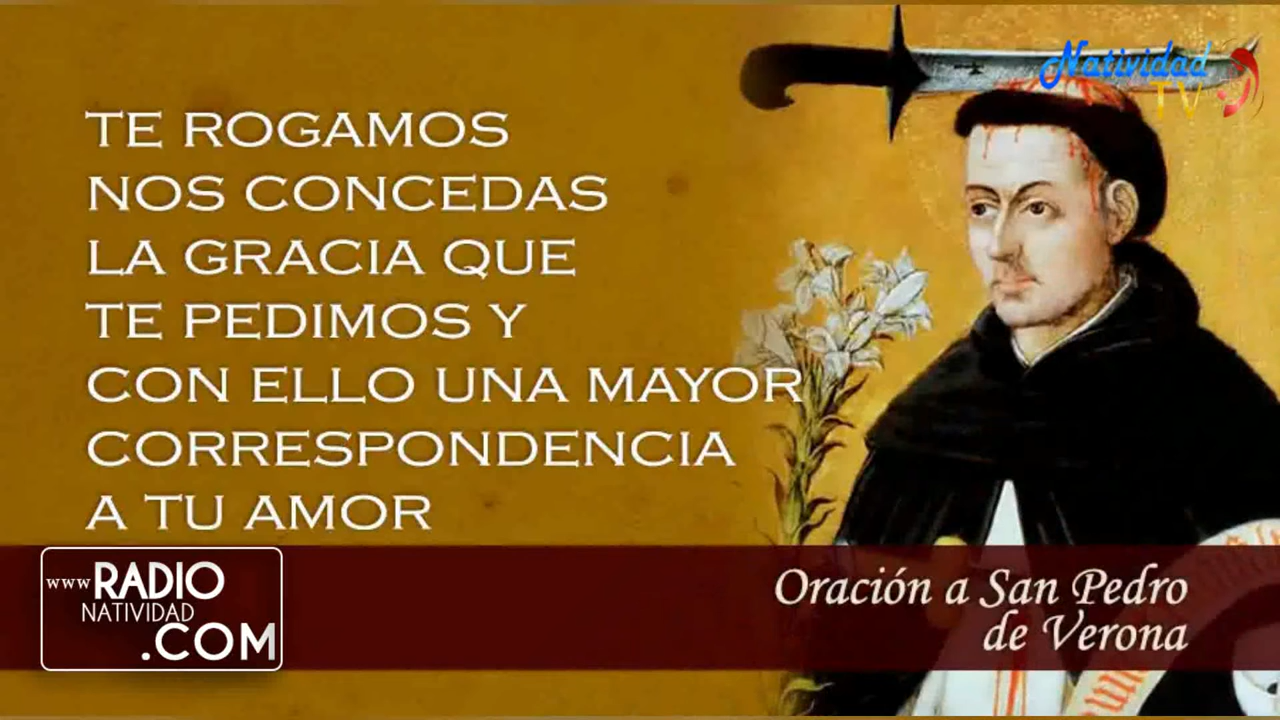 Natividad
TV
TE ROGAMOS
NOS CONCEDAS
LA GRACIA QUE
TE PEDIMOS Y
CON ELLO UNA MAYOR
CORRESPONDENCIA
A TU AMOR
www RADIO
NATIVIDAD
.COM
Oración a San Pedro
de Verona